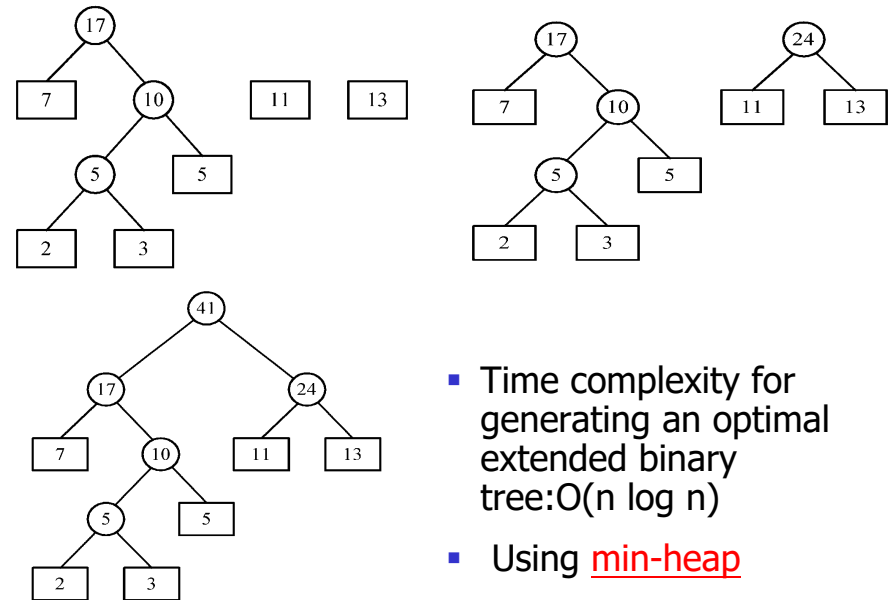 17
7 10 11 13
5 5
2 3
17 24
7 10 11 13
5 5
2 3
41
17 24
7 10 11 13
5 5
2 3
Time complexity for
generating an optimal
extended binary
tree:O(n log n)
Using min-heap